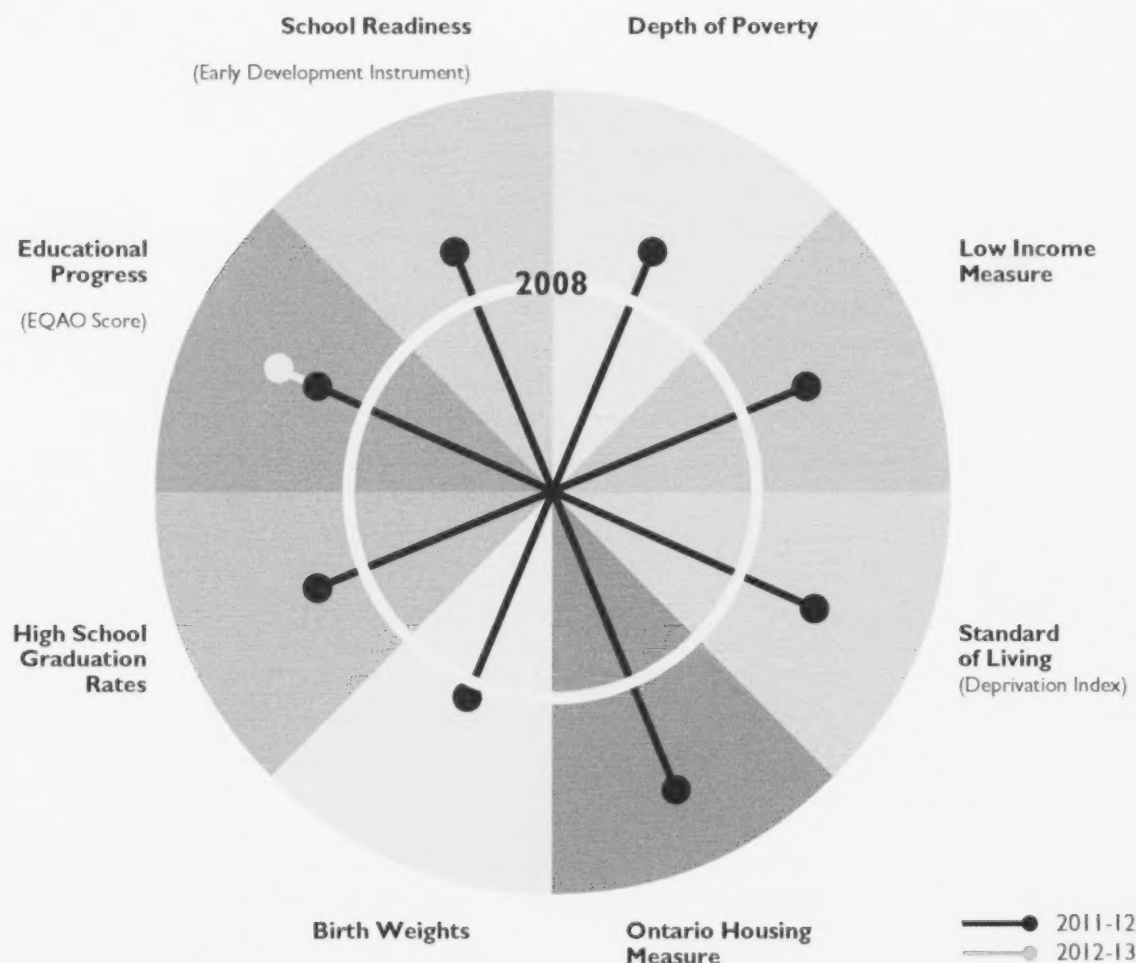 School Readiness
(Early Development Instrument)
Depth of Poverty
Educational
Progress
(EQAO Score)
2008
Low Income
Measure
High School
Graduation
Rates
Standard
of Living
(Deprivation Index)
Birth Weights
Ontario Housing
Measure
2011-12
2012-13